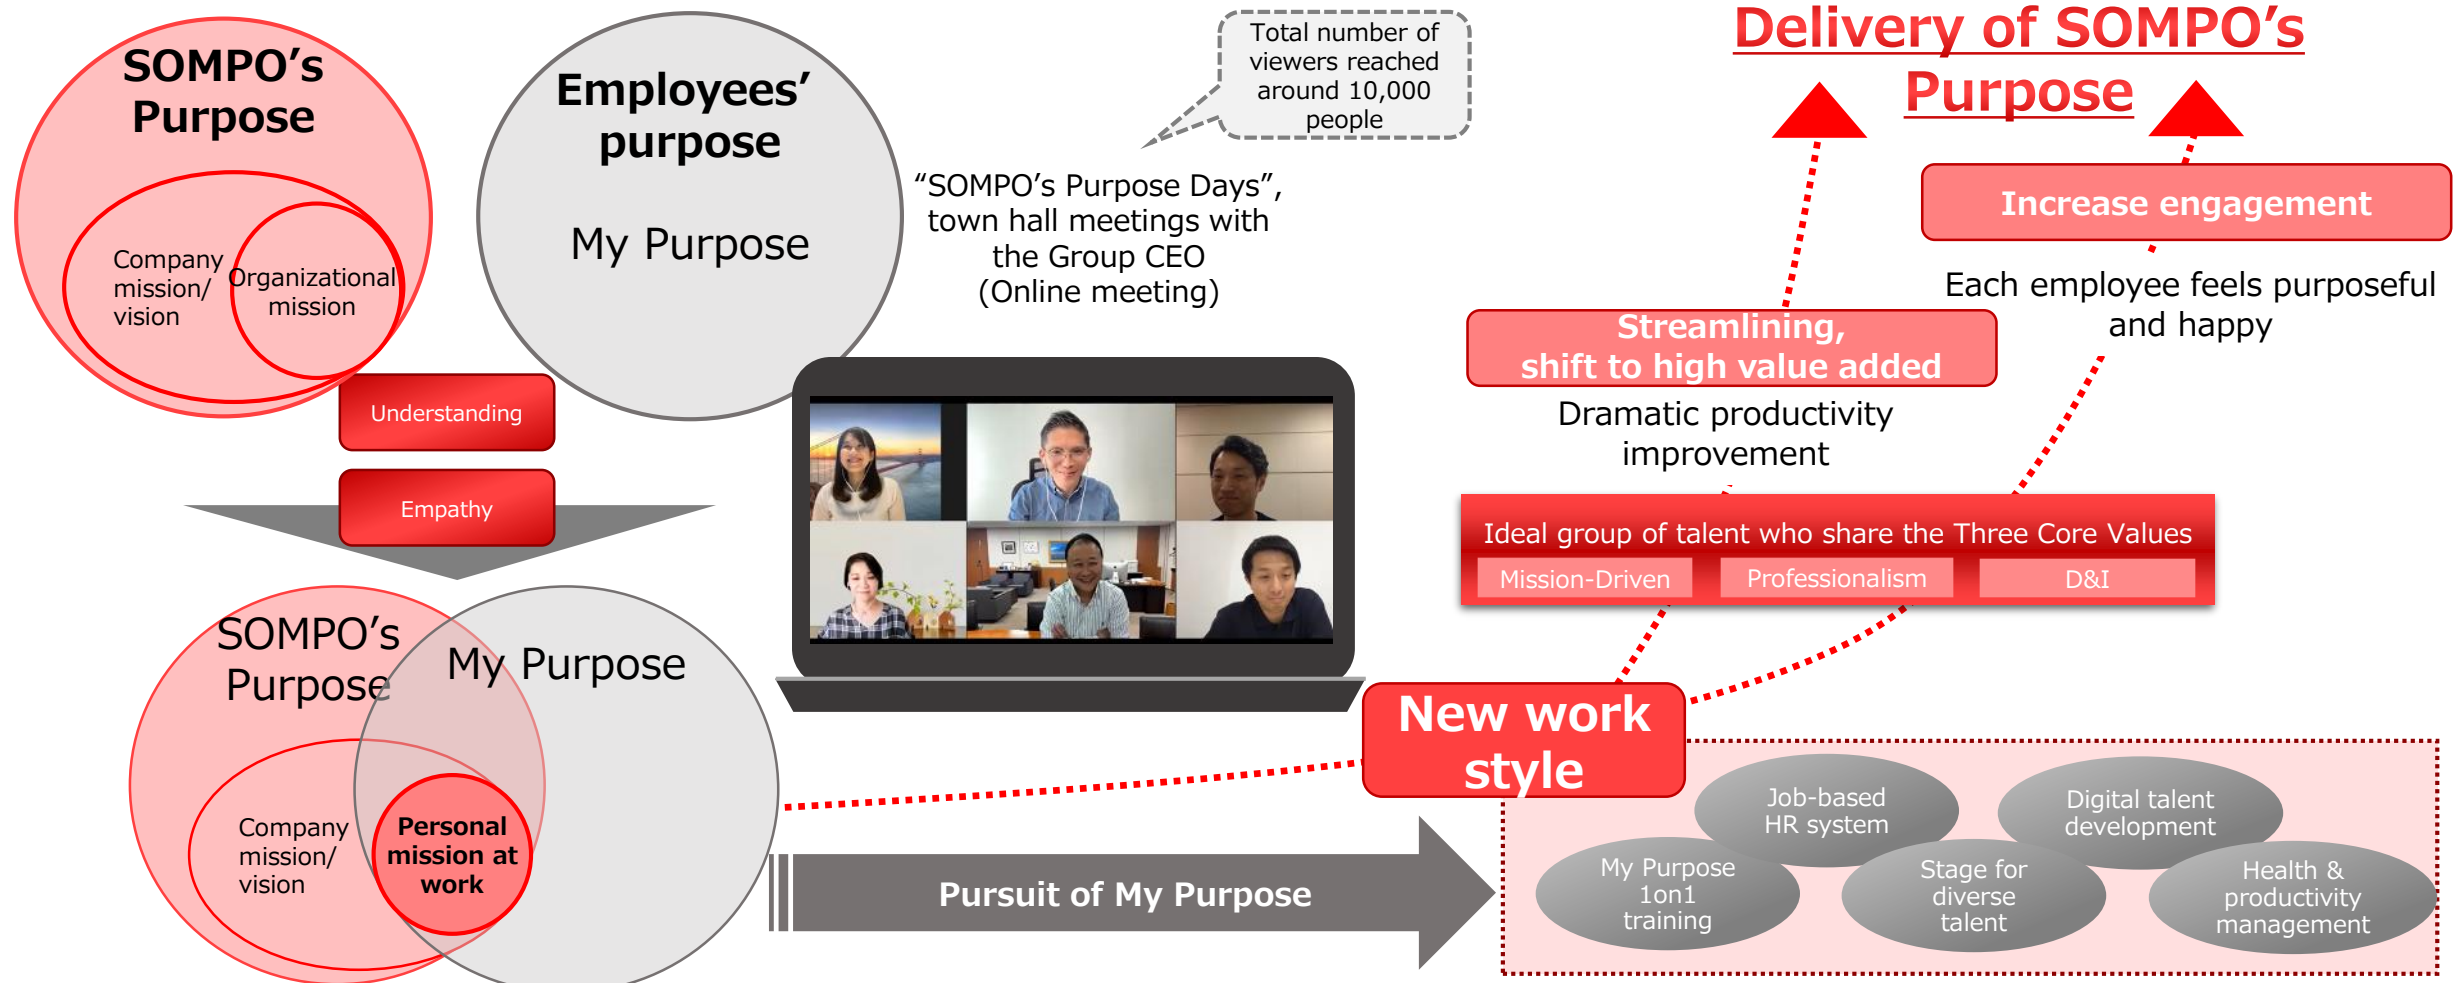 SOMPO’s
Purpose
Company
mission/
vision
Organizational
mission
Employees’
purpose
My Purpose
Understanding
Empathy
SOMPO’s
Purpose
My Purpose
Company
mission/
vision
Personal
mission at
work
Total number of
viewers reached
around 10,000
people
“SOMPO’s Purpose Days”,
town hall meetings with
the Group CEO
(Online meeting)
Pursuit of My Purpose
Delivery of SOMPO’s
Purpose
Increase engagement
Each employee feels purposeful
and happy
Streamlining,
shift to high value added
Dramatic productivity
improvement
Ideal group of talent who share the Three Core Values
Mission-Driven
Professionalism
D&I
New work
style
Job-based
HR system
Digital talent
development
My Purpose
1on1
training
Stage for
diverse
talent
Health &
productivity
management